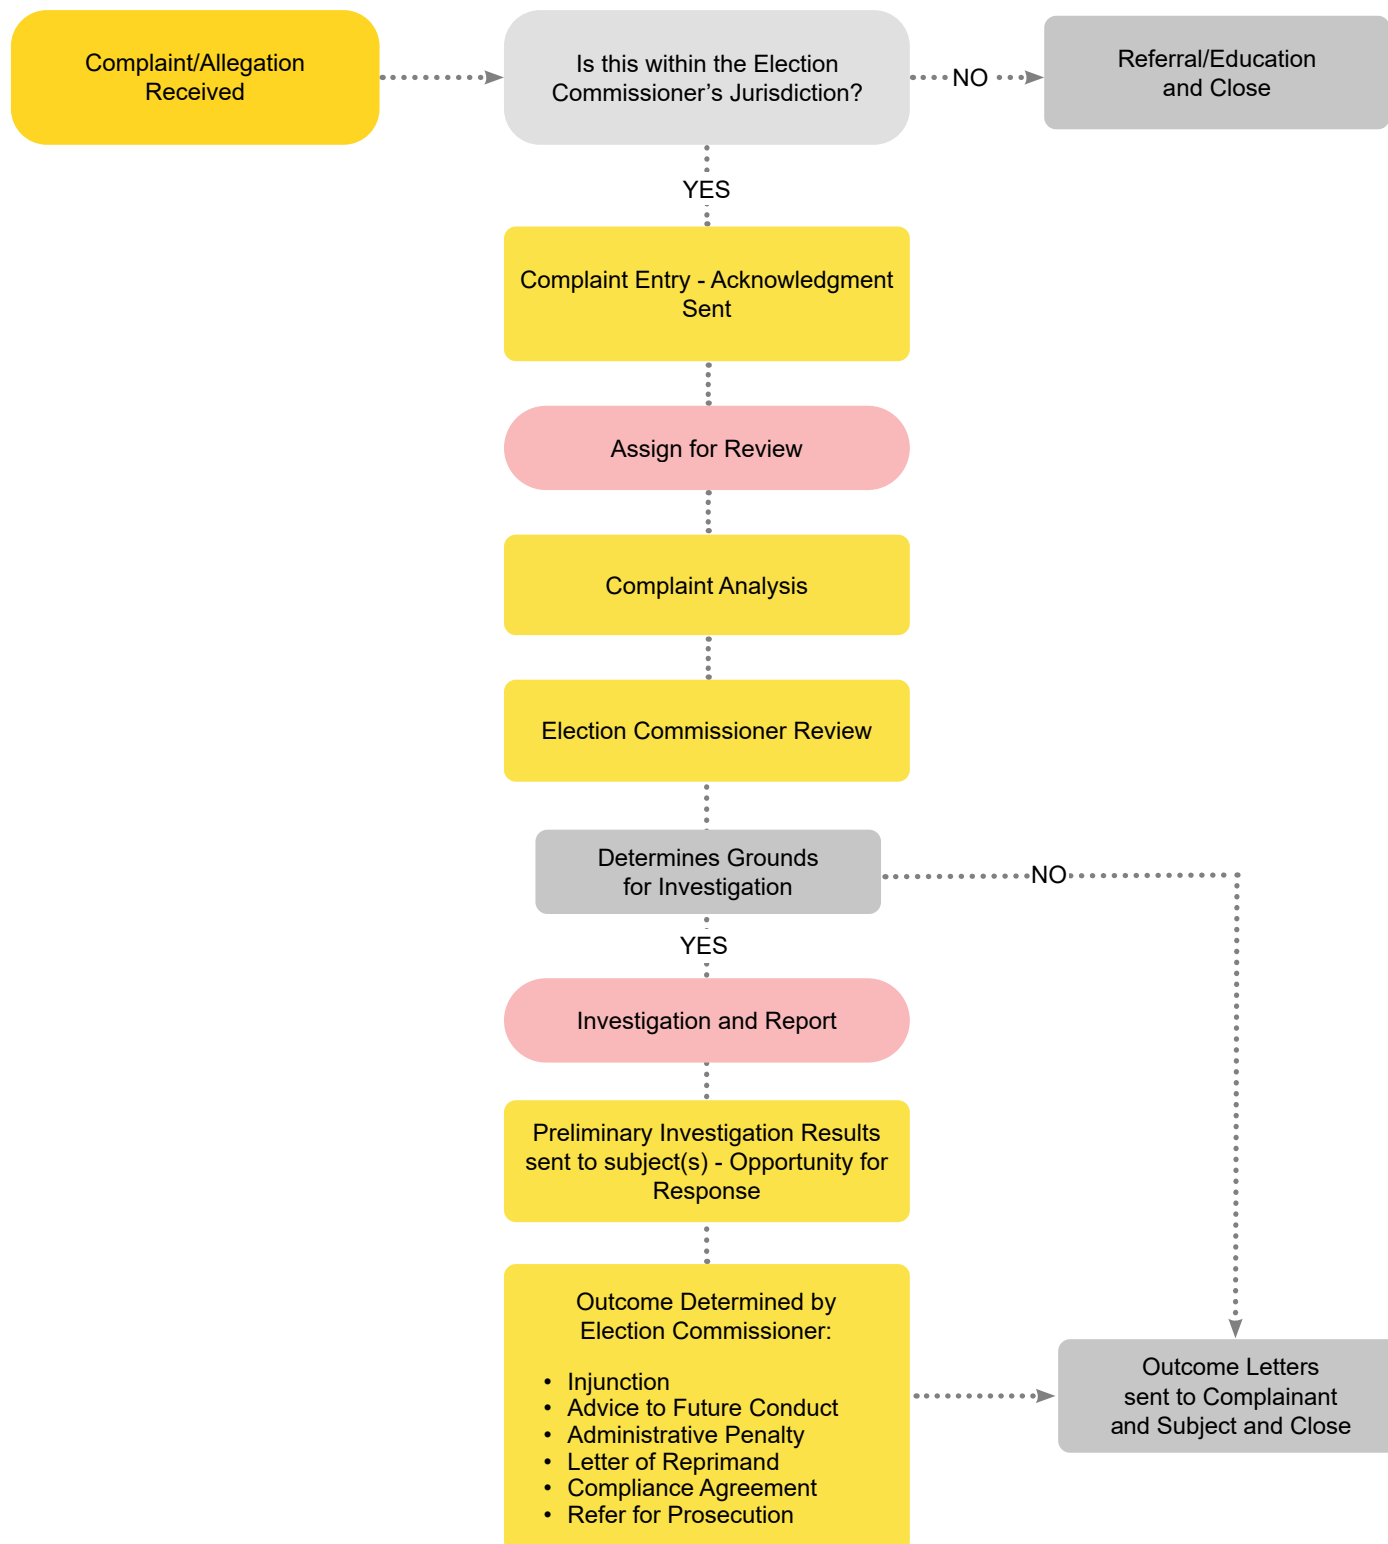 Complaint/Allegation
Received
Is this within the Election
Commissioner’s Jurisdiction?
NO
Referral/Education
and Close
YES
Complaint Entry - Acknowledgment
Sent
Assign for Review
Complaint Analysis
Election Commissioner Review
Determines Grounds
for Investigation
NO
YES
Investigation and Report
Preliminary Investigation Results
sent to subject(s) - Opportunity for
Response
Outcome Determined by
Election Commissioner:
• Injunction
• Advice to Future Conduct
• Administrative Penalty
• Letter of Reprimand
• Compliance Agreement
• Refer for Prosecution
Outcome Letters
sent to Complainant
and Subject and Close